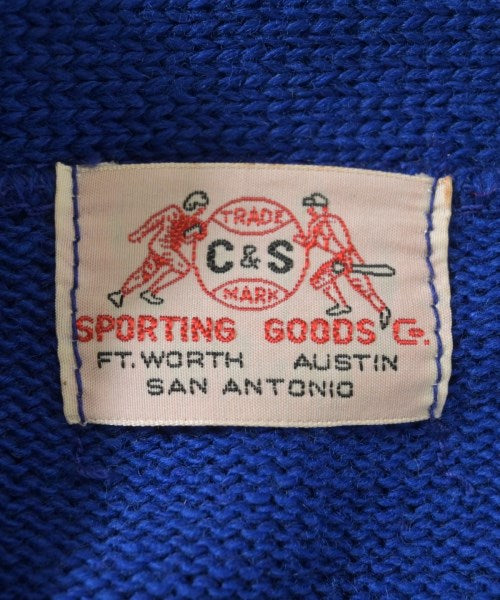 TRADE
C & S
MARK
SPORTING GOODS Co.
FT. WORTH AUSTIN
SAN ANTONIO